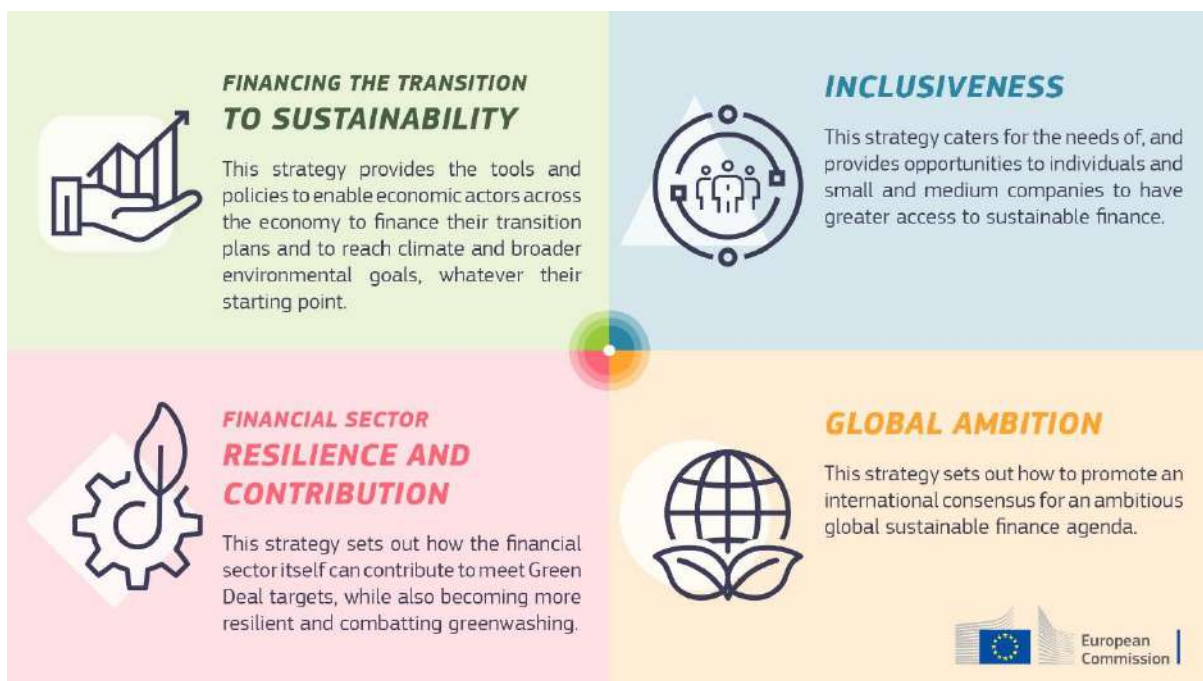 FINANCING THE TRANSITION
TO SUSTAINABILITY
This strategy provides the tools and
policies to enable economic actors across
the economy to finance their transition
plans and to reach climate and broader
environmental goals, whatever their
starting point.
INCLUSIVENESS
This strategy caters for the needs of, and
provides opportunities to individuals and
small and medium companies to have
greater access to sustainable finance.
FINANCIAL SECTOR
RESILIENCE AND
CONTRIBUTION
This strategy sets out how the financial
sector itself can contribute to meet Green
Deal targets, while also becoming more
resilient and combatting greenwashing.
GLOBAL AMBITION
This strategy sets out how to promote an
international consensus for an ambitious
global sustainable finance agenda.
European
Commission